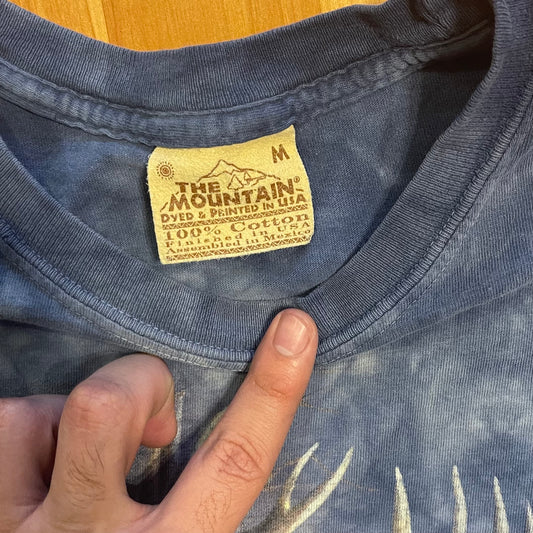 M
THE
MOUNTAIN®
DYED & PRINTED IN USA
100% Cotton
Finished in USA
Assembled in Mexico